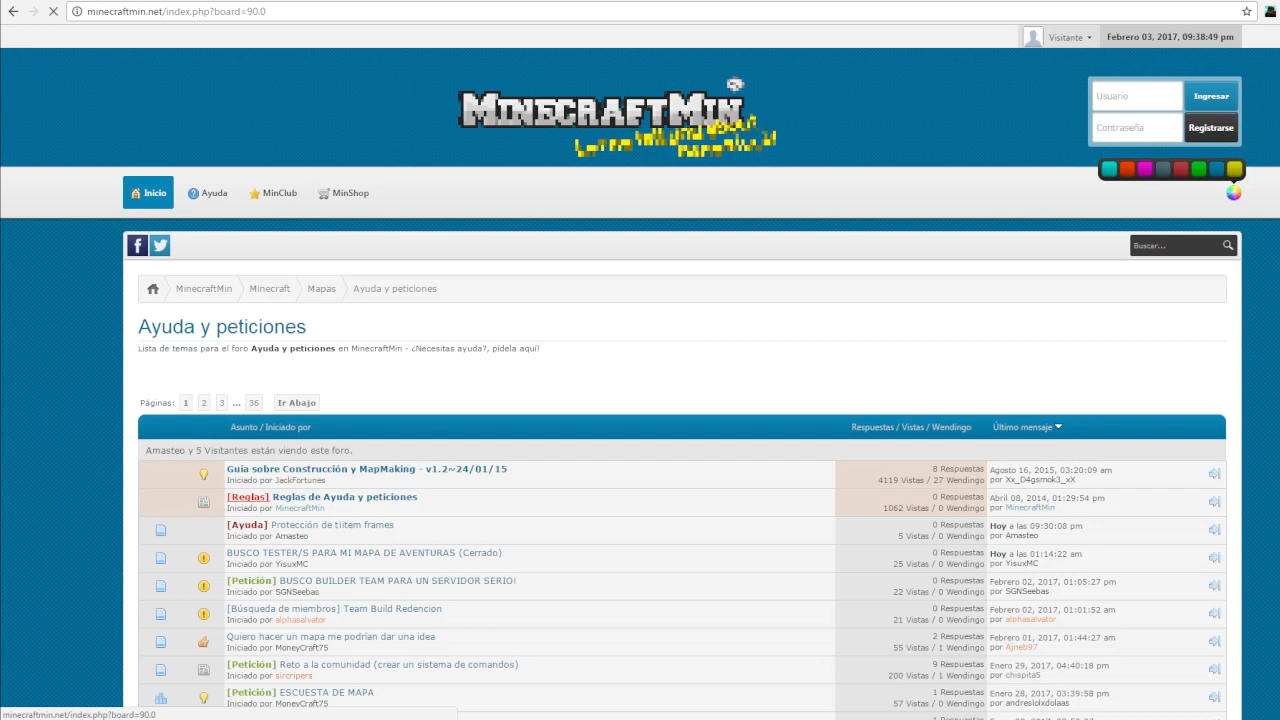 minecraftmin.net/index.php?board=90.0
Visitante
Febrero 03, 2017, 09:38:49 pm
MINECRAFTMIN
Usuario
Ingresar
Contraseña
Registrarse
Inicio
Ayuda
MinClub
MinShop
Buscar...
MinecraftMin
Minecraft
Mapas
Ayuda y peticiones
Ayuda y peticiones
Lista de temas para el foro Ayuda y peticiones en MinecraftMin - ¿Necesitas ayuda?, pídela aquí!
Páginas: 1 2 3 ... 36 Ir Abajo
Asunto / Iniciado por Respuestas / Vistas / Wendingo Último mensaje
Amasteo y 5 Visitantes están viendo este foro.
Guía sobre Construcción y MapMaking - v1.2~24/01/15
Iniciado por JackFortunes
8 Respuestas
4119 Vistas / 27 Wendingo
Agosto 16, 2015, 03:20:09 am
por Xx_D4gsmok3_xX
[Reglas] Reglas de Ayuda y peticiones
Iniciado por MinecraftMin
0 Respuestas
1062 Vistas / 0 Wendingo
Abril 08, 2014, 01:29:54 pm
por MinecraftMin
[Ayuda] Protección de tiitem frames
Iniciado por Amasteo
0 Respuestas
5 Vistas / 0 Wendingo
Hoy a las 09:30:08 pm
por Amasteo
BUSCO TESTER/S PARA MI MAPA DE AVENTURAS (Cerrado)
Iniciado por YisuxMC
0 Respuestas
25 Vistas / 0 Wendingo
Hoy a las 01:14:22 am
por YisuxMC
[Petición] BUSCO BUILDER TEAM PARA UN SERVIDOR SERIO!
Iniciado por SGNSeebas
0 Respuestas
22 Vistas / 0 Wendingo
Febrero 02, 2017, 01:05:27 pm
por SGNSeebas
[Búsqueda de miembros] Team Build Redencion
Iniciado por alphasalvator
0 Respuestas
21 Vistas / 0 Wendingo
Febrero 02, 2017, 01:01:52 am
por alphasalvator
Quiero hacer un mapa me podrían dar una idea
Iniciado por MoneyCraft75
2 Respuestas
55 Vistas / 1 Wendingo
Febrero 01, 2017, 01:44:27 am
por Ajneb97
[Petición] Reto a la comunidad (crear un sistema de comandos)
Iniciado por sircripers
9 Respuestas
200 Vistas / 1 Wendingo
Enero 29, 2017, 04:40:18 pm
por chispita5
[Petición] ESCUESTA DE MAPA
Iniciado por MoneyCraft75
1 Respuestas
57 Vistas / 0 Wendingo
Enero 28, 2017, 03:39:58 pm
por andreslolxdolaas
minecraftmin.net/index.php?board=90.0